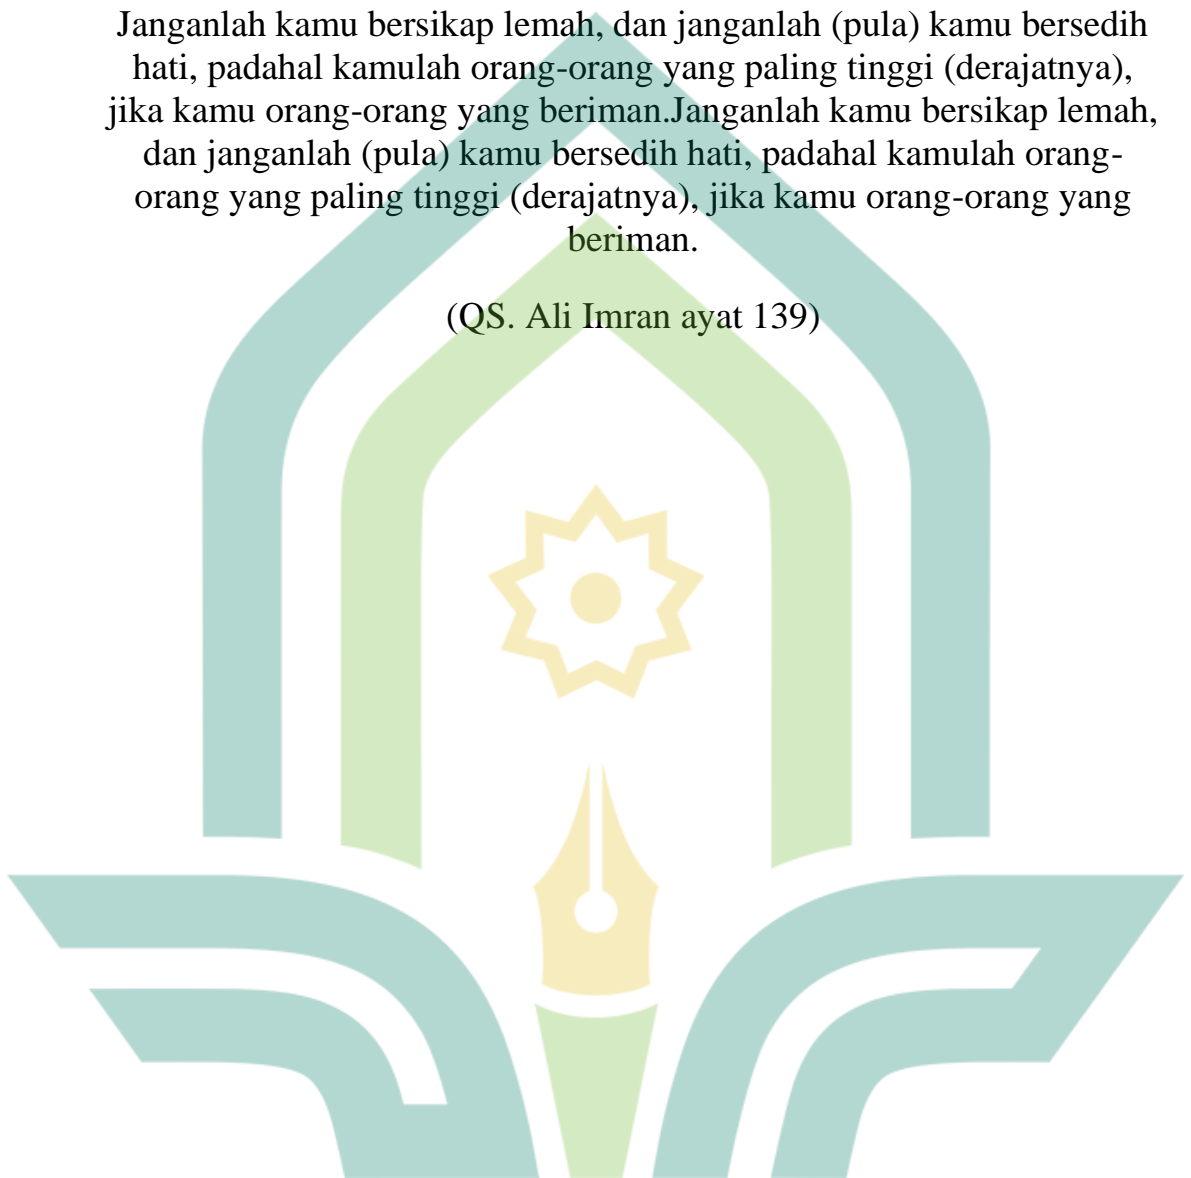 Janganlah kamu bersikap lemah, dan janganlah (pula) kamu bersedih
hati, padahal kamulah orang-orang yang paling tinggi (derajatnya),
jika kamu orang-orang yang beriman.Janganlah kamu bersikap lemah,
dan janganlah (pula) kamu bersedih hati, padahal kamulah orang-
orang yang paling tinggi (derajatnya), jika kamu orang-orang yang
beriman.
(QS. Ali Imran ayat 139)